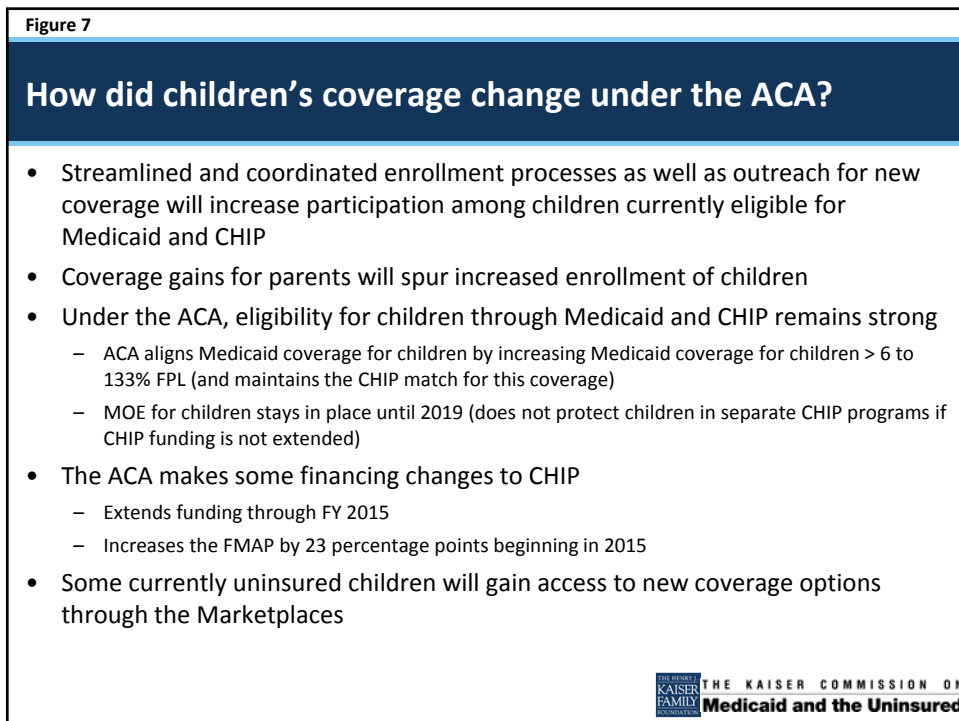 Figure 7
How did children’s coverage change under the ACA?
• Streamlined and coordinated enrollment processes as well as outreach for new
coverage will increase participation among children currently eligible for
Medicaid and CHIP
• Coverage gains for parents will spur increased enrollment of children
• Under the ACA, eligibility for children through Medicaid and CHIP remains strong
– ACA aligns Medicaid coverage for children by increasing Medicaid coverage for children > 6 to
133% FPL (and maintains the CHIP match for this coverage)
– MOE for children stays in place until 2019 (does not protect children in separate CHIP programs if
CHIP funding is not extended)
• The ACA makes some financing changes to CHIP
– Extends funding through FY 2015
– Increases the FMAP by 23 percentage points beginning in 2015
• Some currently uninsured children will gain access to new coverage options
through the Marketplaces
THE HENRY J.
KAISER
FAMILY
FOUNDATION
THE KAISER COMMISSION ON
Medicaid and the Uninsured